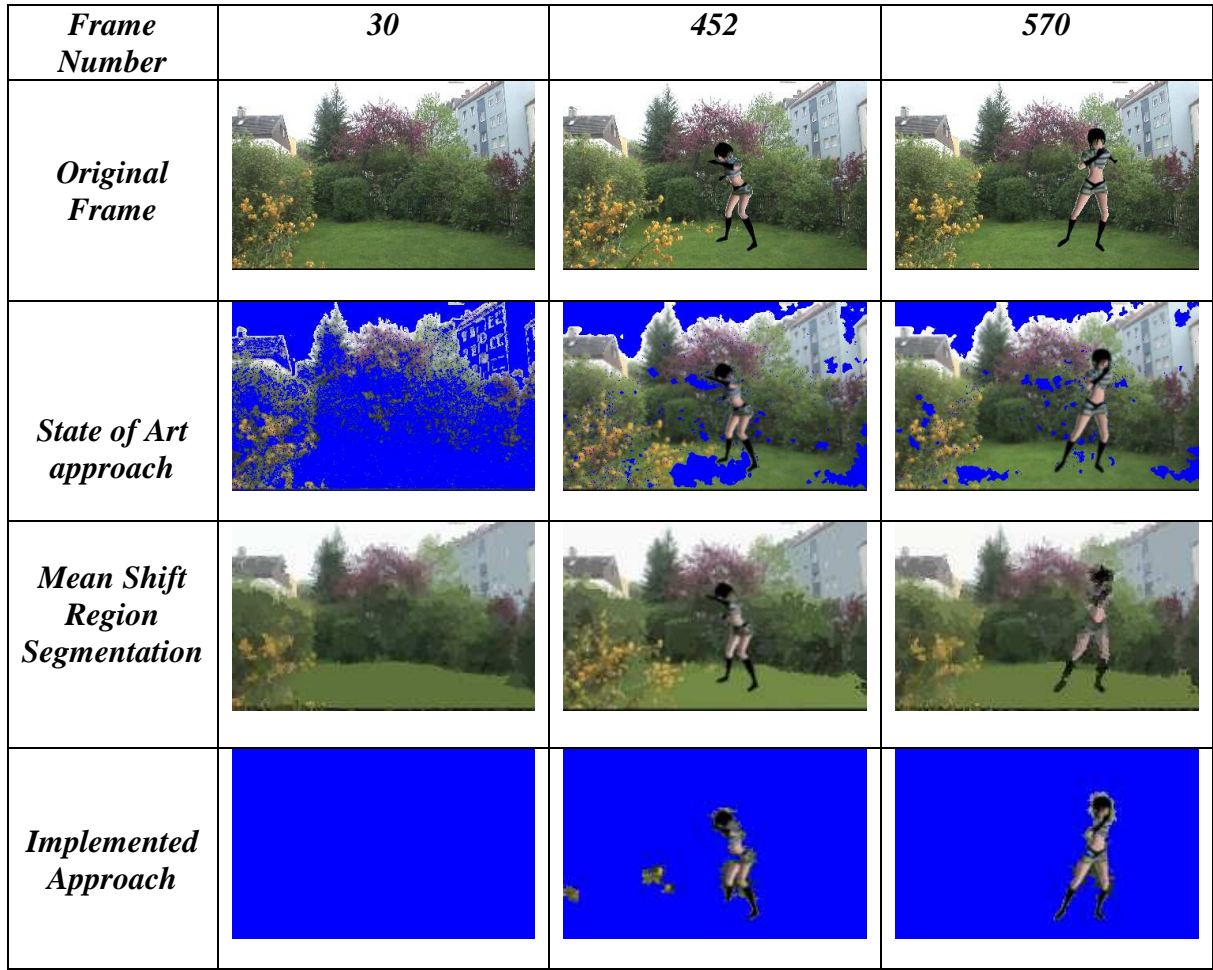 Frame
Number
30
452
570
Original
Frame
State of Art
approach
Mean Shift
Region
Segmentation
Implemented
Approach